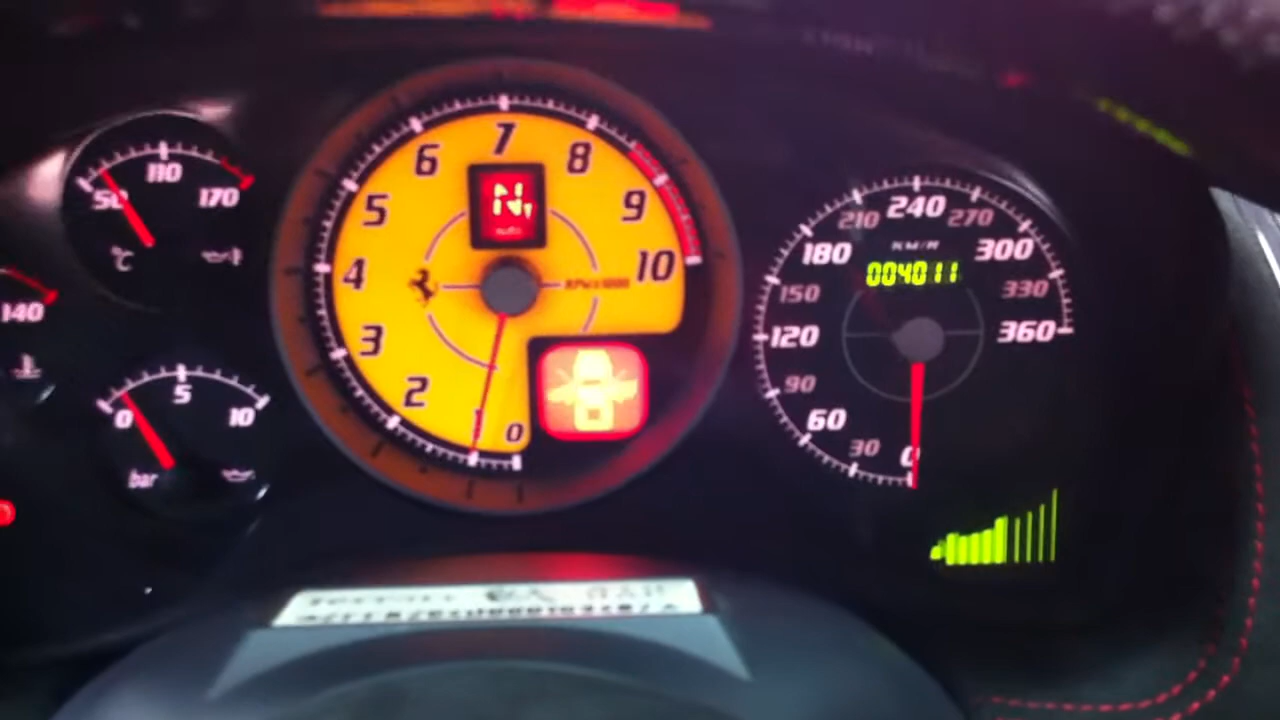 50 110 170
°C
140
0 5 10
bar
0 1 2 3 4 5 6 7 8 9 10
N
AUTO
RPMx1000
0 30 60 90 120 150 180 210 240 270 300 330 360
KM/H
004011